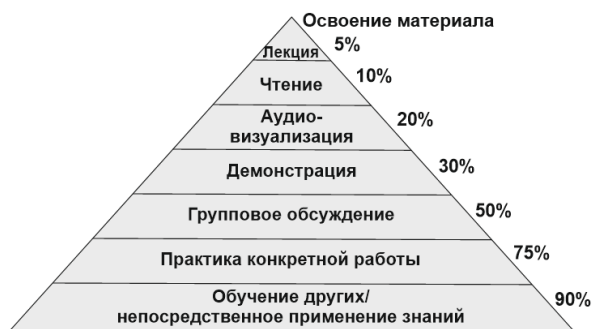 Освоение материала
Лекция 5%
Чтение 10%
Аудио-
визуализация 20%
Демонстрация 30%
Групповое обсуждение 50%
Практика конкретной работы 75%
Обучение других/ 90%
непосредственное применение знаний